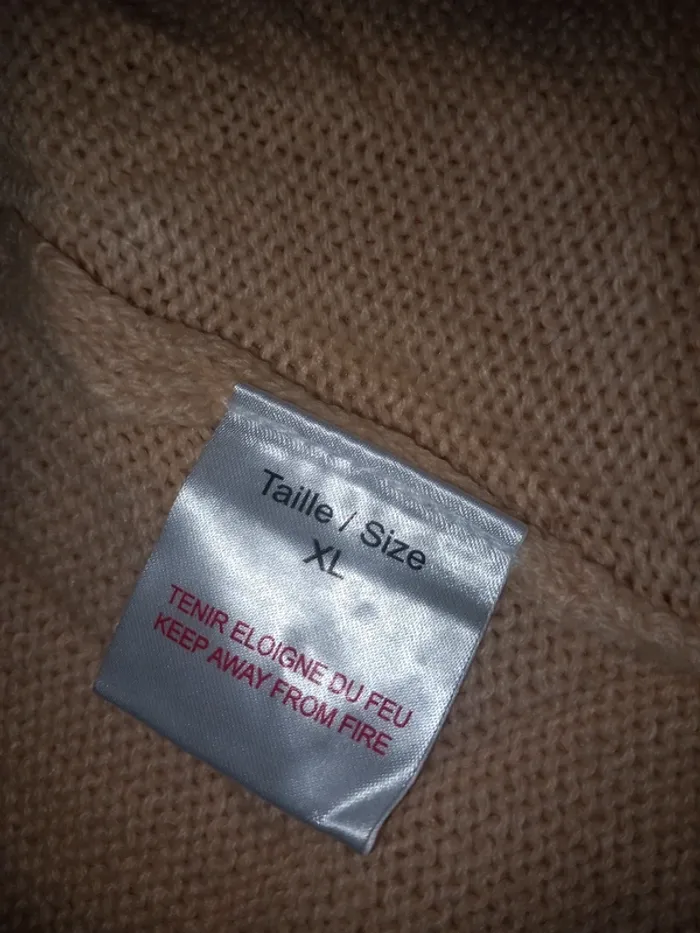 Taille / Size
XL
TENIR ELOIGNE DU FEU
KEEP AWAY FROM FIRE